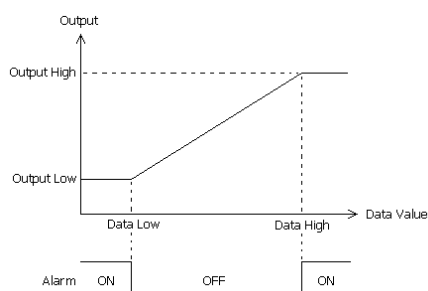 Output
Output High
Output Low
Data Value
Data Low
Data High
Alarm ON OFF ON